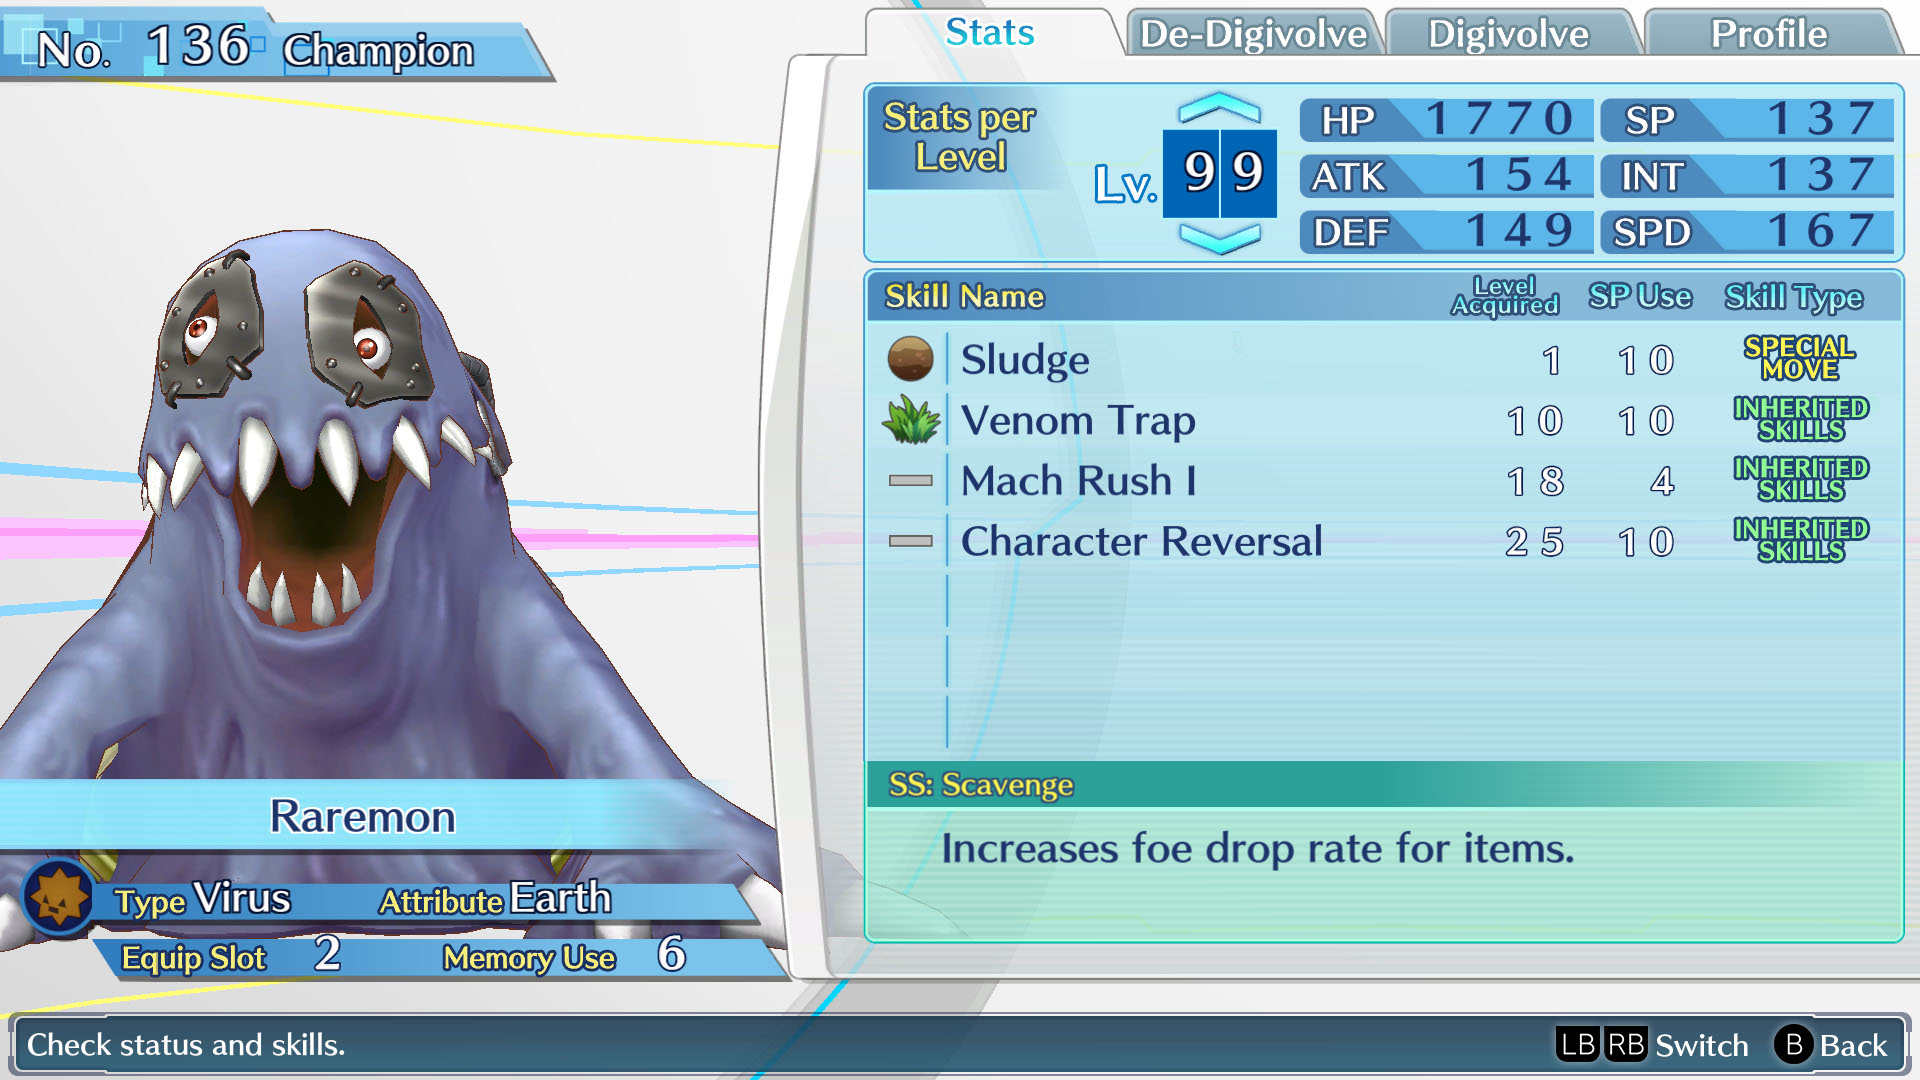 No. 136 Champion
Stats
De-Digivolve
Digivolve
Profile
Stats per
Level
Lv. 99
HP 1770
SP 137
ATK 154
INT 137
DEF 149
SPD 167
Skill Name
Level
Acquired
SP Use
Skill Type
Sludge 1 10 SPECIAL
MOVE
Venom Trap 10 10 INHERITED
SKILLS
Mach Rush I 18 4 INHERITED
SKILLS
Character Reversal 25 10 INHERITED
SKILLS
SS: Scavenge
Increases foe drop rate for items.
Raremon
Type Virus Attribute Earth
Equip Slot 2 Memory Use 6
Check status and skills.
LB RB Switch B Back